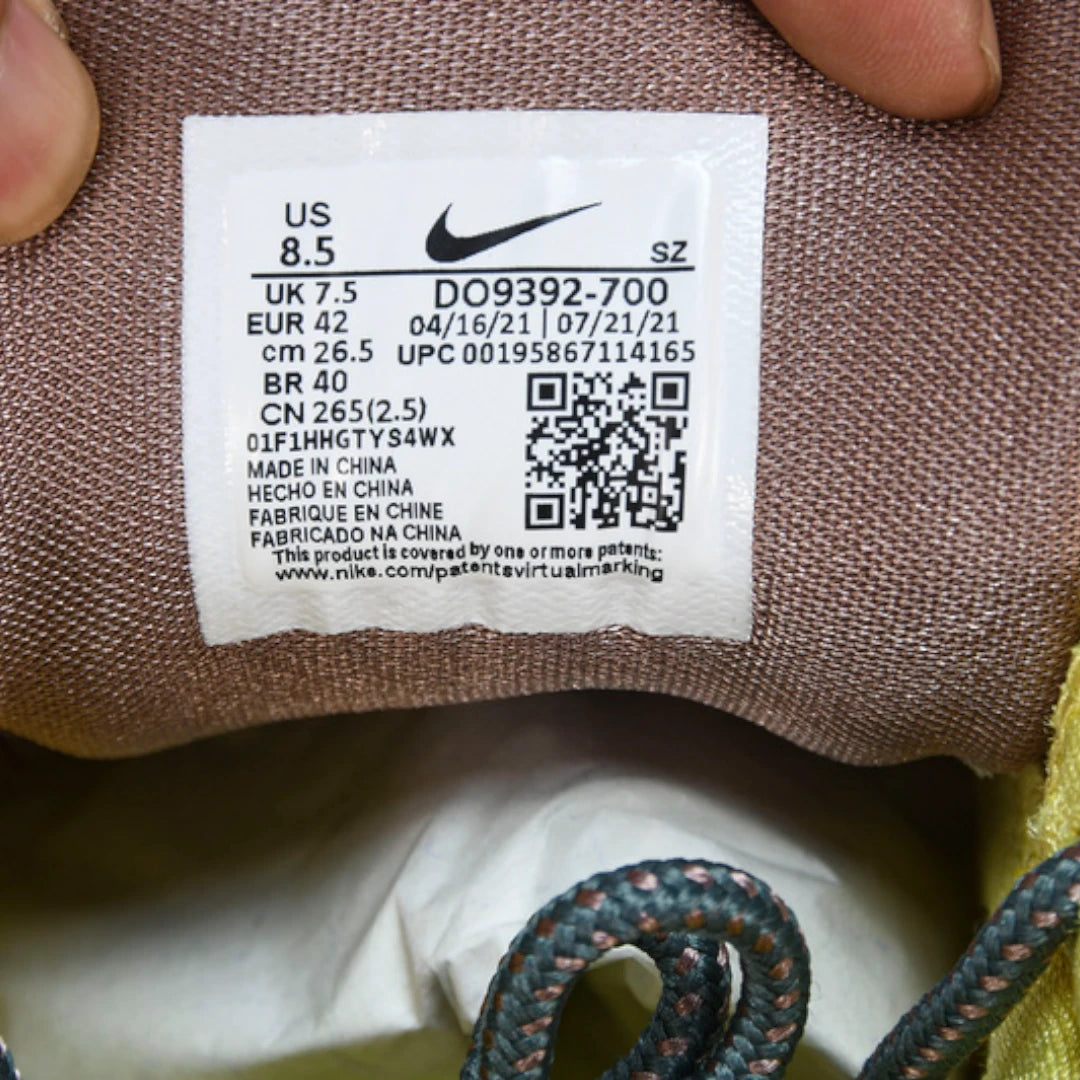 US
8.5
SZ
UK 7.5
DO9392-700
EUR 42
04/16/21 | 07/21/21
cm 26.5
UPC 00195867114165
BR 40
CN 265(2.5)
01F1HHGTYS4WX
MADE IN CHINA
HECHO EN CHINA
FABRIQUE EN CHINE
FABRICADO NA CHINA
This product is covered by one or more patents:
www.nike.com/patentsvirtualmarking